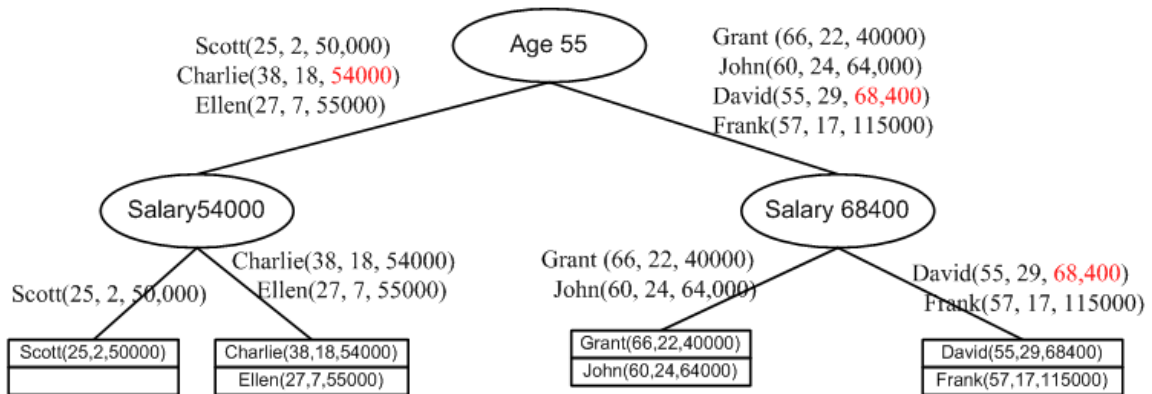 Age 55
Scott(25, 2, 50,000)
Charlie(38, 18, 54000)
Ellen(27, 7, 55000)
Grant (66, 22, 40000)
John(60, 24, 64,000)
David(55, 29, 68,400)
Frank(57, 17, 115000)
Salary54000
Salary 68400
Scott(25, 2, 50,000)
Charlie(38, 18, 54000)
Ellen(27, 7, 55000)
Grant (66, 22, 40000)
John(60, 24, 64,000)
David(55, 29, 68,400)
Frank(57, 17, 115000)
Scott(25,2,50000)
Charlie(38,18,54000)
Ellen(27,7,55000)
Grant(66,22,40000)
John(60,24,64000)
David(55,29,68400)
Frank(57,17,115000)